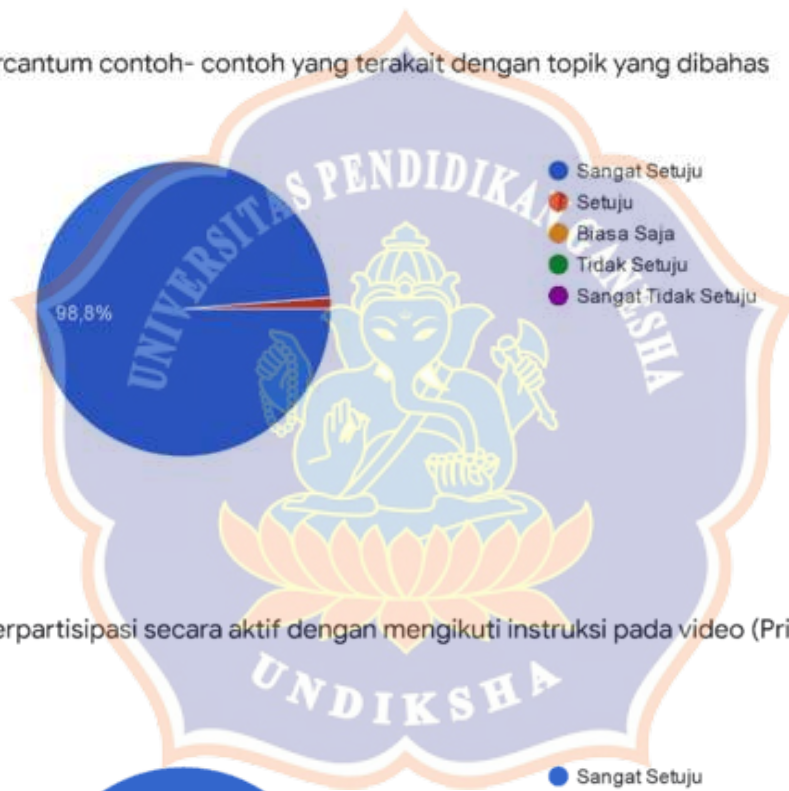 rcantum contoh- contoh yang terakait dengan topik yang dibahas
UNIVERSITAS PENDIDIKAN GANESHA
Sangat Setuju
Setuju
Biasa Saja
Tidak Setuju
Sangat Tidak Setuju
98,8%
erpartisipasi secara aktif dengan mengikuti instruksi pada video (Pri
UNDIKSHA
Sangat Setuju